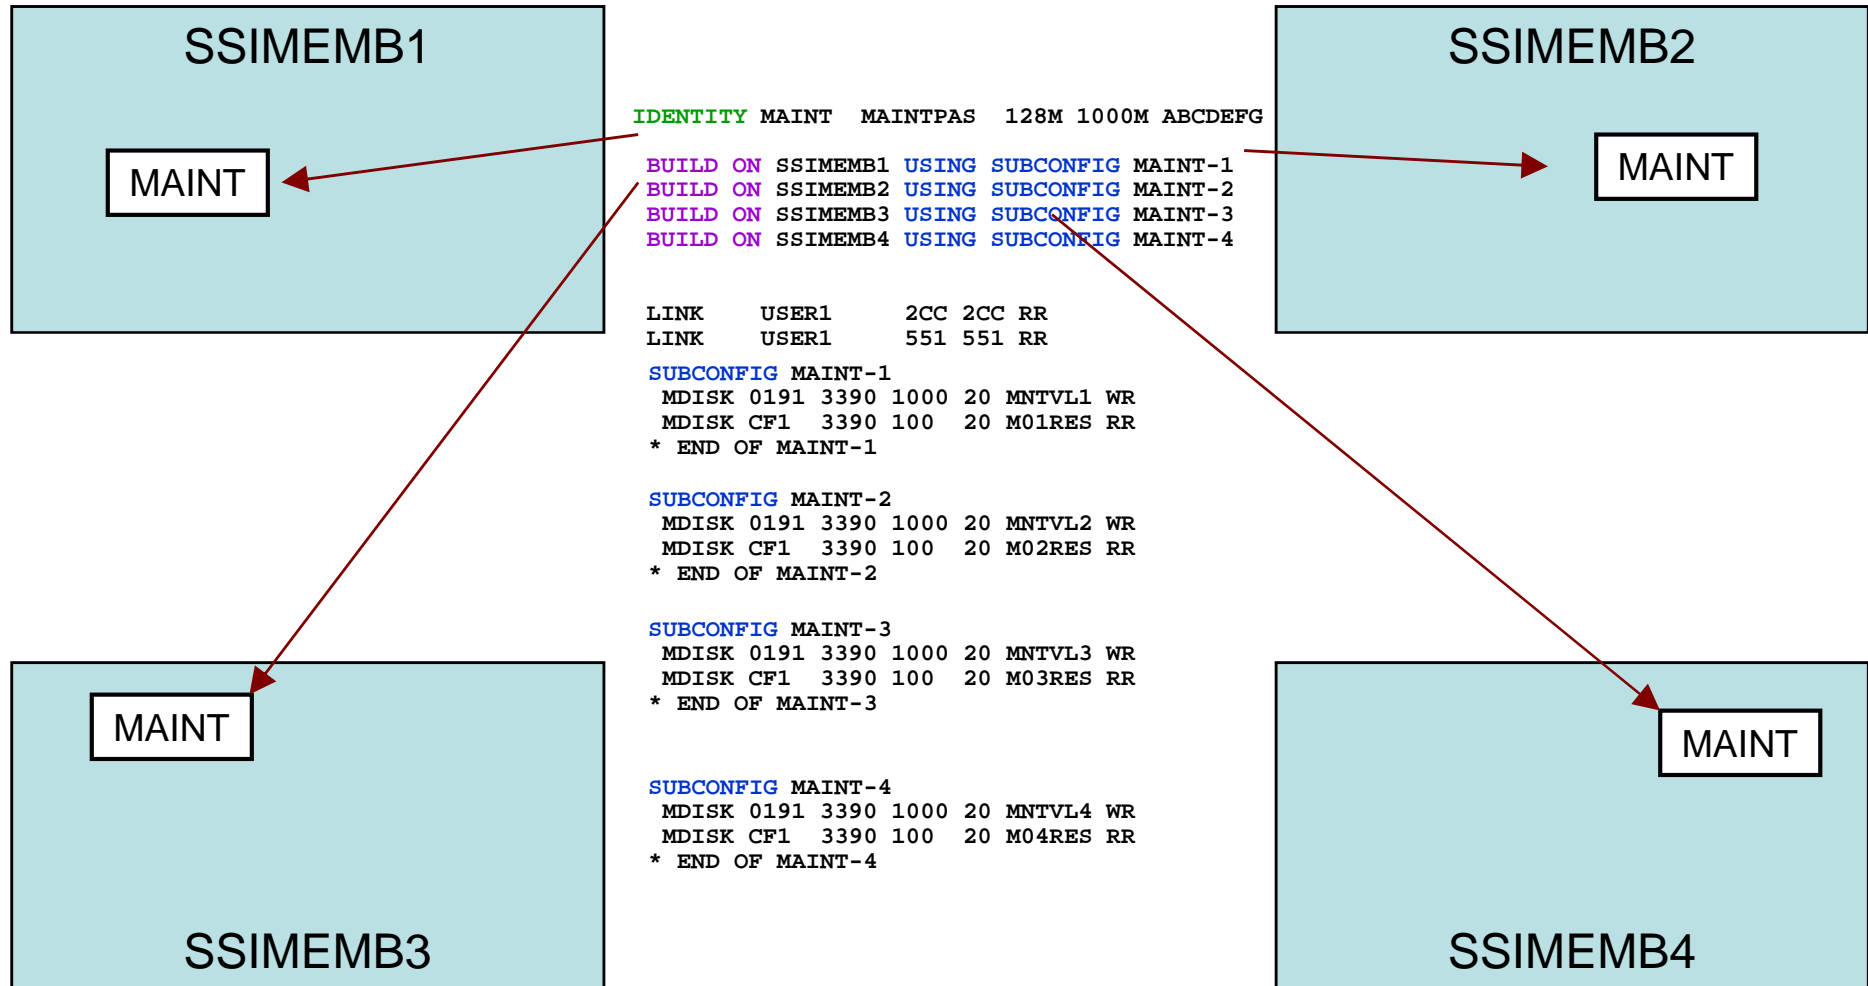 SSIMEMB1
MAINT
SSIMEMB2
MAINT
IDENTITY MAINT  MAINTPAS  128M 1000M ABCDEFG
BUILD ON SSIMEMB1 USING SUBCONFIG MAINT-1
BUILD ON SSIMEMB2 USING SUBCONFIG MAINT-2
BUILD ON SSIMEMB3 USING SUBCONFIG MAINT-3
BUILD ON SSIMEMB4 USING SUBCONFIG MAINT-4
LINK    USER1     2CC 2CC RR
LINK    USER1     551 551 RR
SUBCONFIG MAINT-1
MDISK 0191 3390 1000 20 MNTVL1 WR
MDISK CF1  3390 100  20 M01RES RR
* END OF MAINT-1
SUBCONFIG MAINT-2
MDISK 0191 3390 1000 20 MNTVL2 WR
MDISK CF1  3390 100  20 M02RES RR
* END OF MAINT-2
SUBCONFIG MAINT-3
MDISK 0191 3390 1000 20 MNTVL3 WR
MDISK CF1  3390 100  20 M03RES RR
* END OF MAINT-3
SUBCONFIG MAINT-4
MDISK 0191 3390 1000 20 MNTVL4 WR
MDISK CF1  3390 100  20 M04RES RR
* END OF MAINT-4
MAINT
SSIMEMB3
MAINT
SSIMEMB4